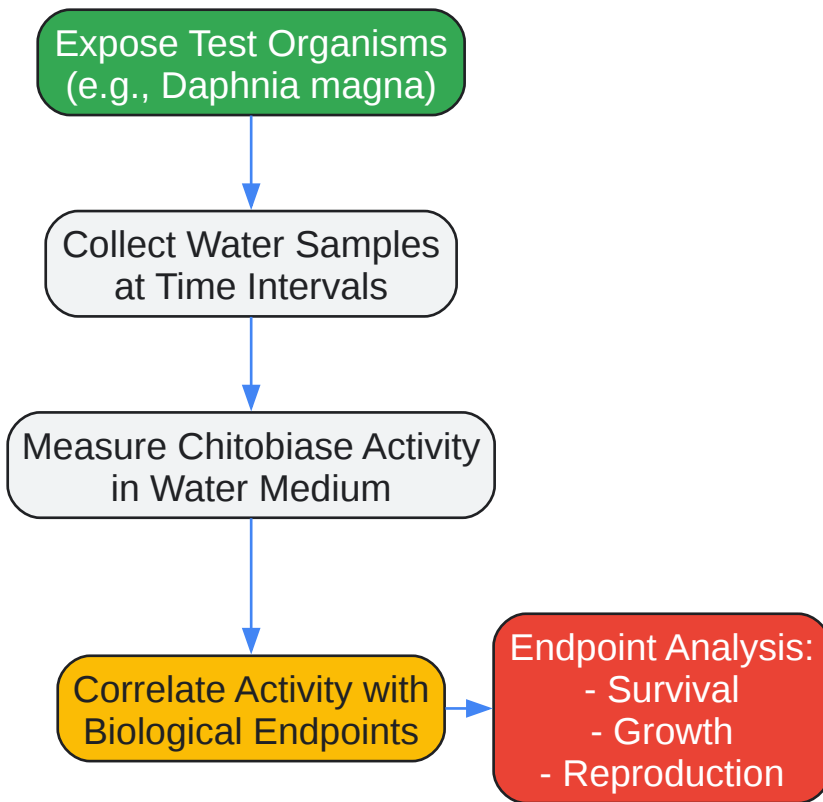 Expose Test Organisms
(e.g., Daphnia magna)
Collect Water Samples
at Time Intervals
Measure Chitobiase Activity
in Water Medium
Correlate Activity with
Biological Endpoints
Endpoint Analysis:
- Survival
- Growth
- Reproduction